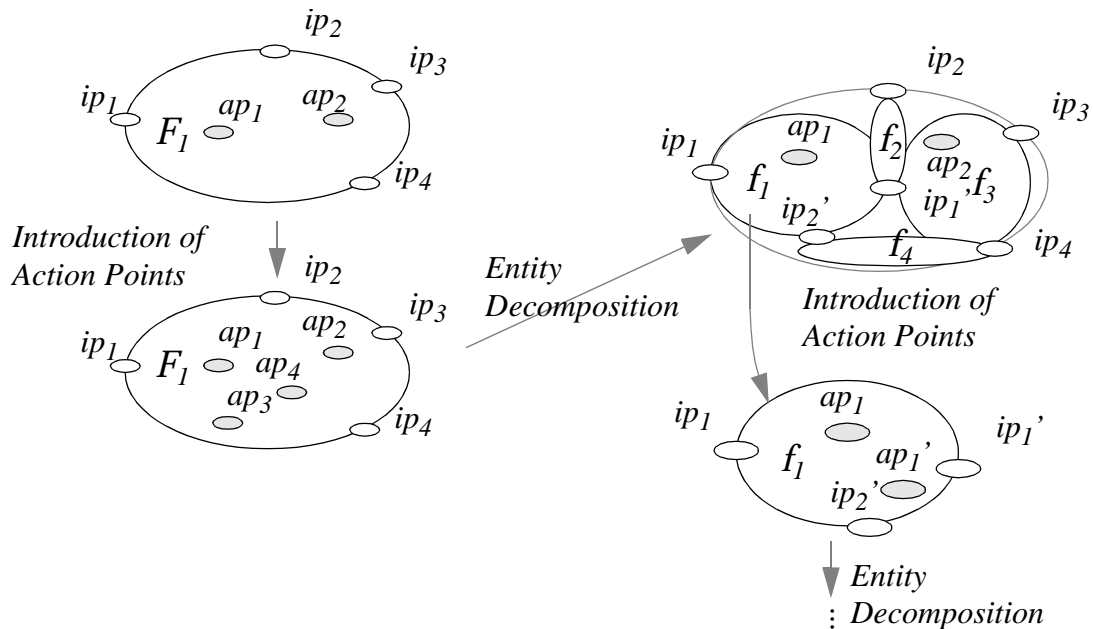 ip2
ip3
ip1
ap1
ap2
F1
ip4
Introduction of
Action Points
ip2
ip3
ip1
ap1
ap2
F1
ap4
ap3
ip4
Entity
Decomposition
ip2
ip3
ip1
ap1
f2
ap2
f1
f3
ip1’
ip2’
f4
ip4
Introduction of
Action Points
ip1
ap1
ip1’
f1
ap1’
ip2’
Entity
Decomposition
⋮